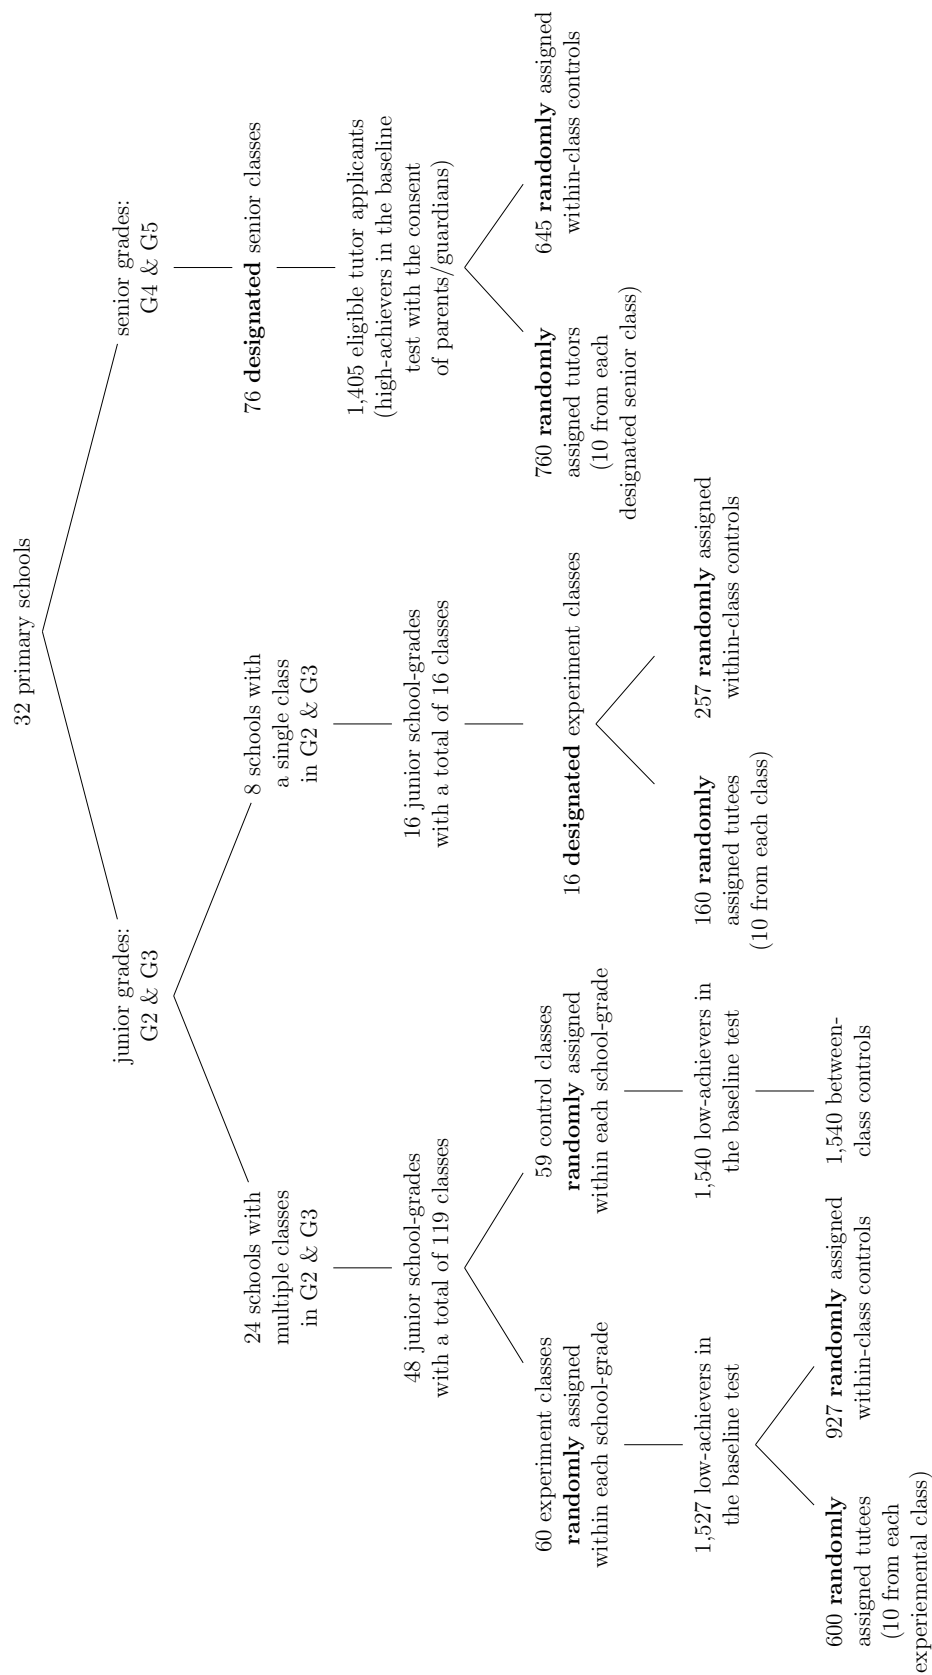 32 primary schools
junior grades:
G2 & G3
senior grades:
G4 & G5
24 schools with
multiple classes
in G2 & G3
8 schools with
a single class
in G2 & G3
76 designated senior classes
48 junior school-grades
with a total of 119 classes
16 junior school-grades
with a total of 16 classes
1,405 eligible tutor applicants
(high-achievers in the baseline
test with the consent
of parents/guardians)
60 experiment classes
randomly assigned
within each school-grade
59 control classes
randomly assigned
within each school-grade
16 designated experiment classes
760 randomly
assigned tutors
(10 from each
designated senior class)
645 randomly assigned
within-class controls
1,527 low-achievers in
the baseline test
1,540 low-achievers in
the baseline test
160 randomly
assigned tutees
(10 from each class)
257 randomly assigned
within-class controls
600 randomly
assigned tutees
(10 from each
experiemental class)
927 randomly assigned
within-class controls
1,540 between-
class controls